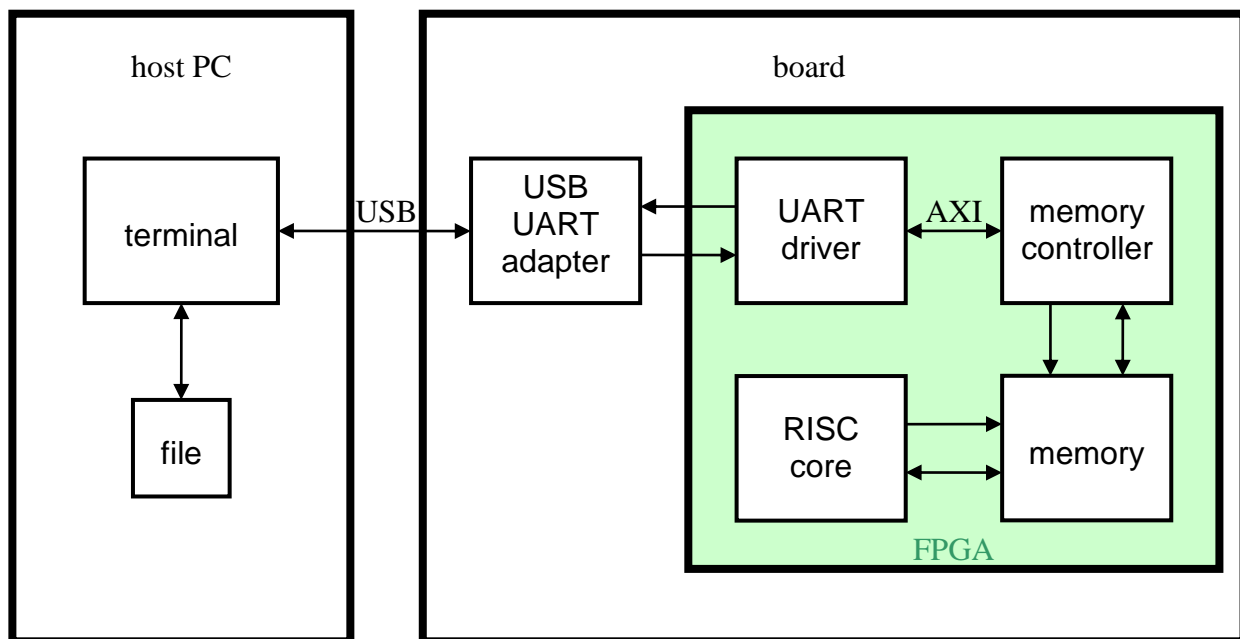 host PC
board
terminal
file
USB
USB
UART
adapter
UART
driver
AXI
memory
controller
RISC
core
memory
FPGA